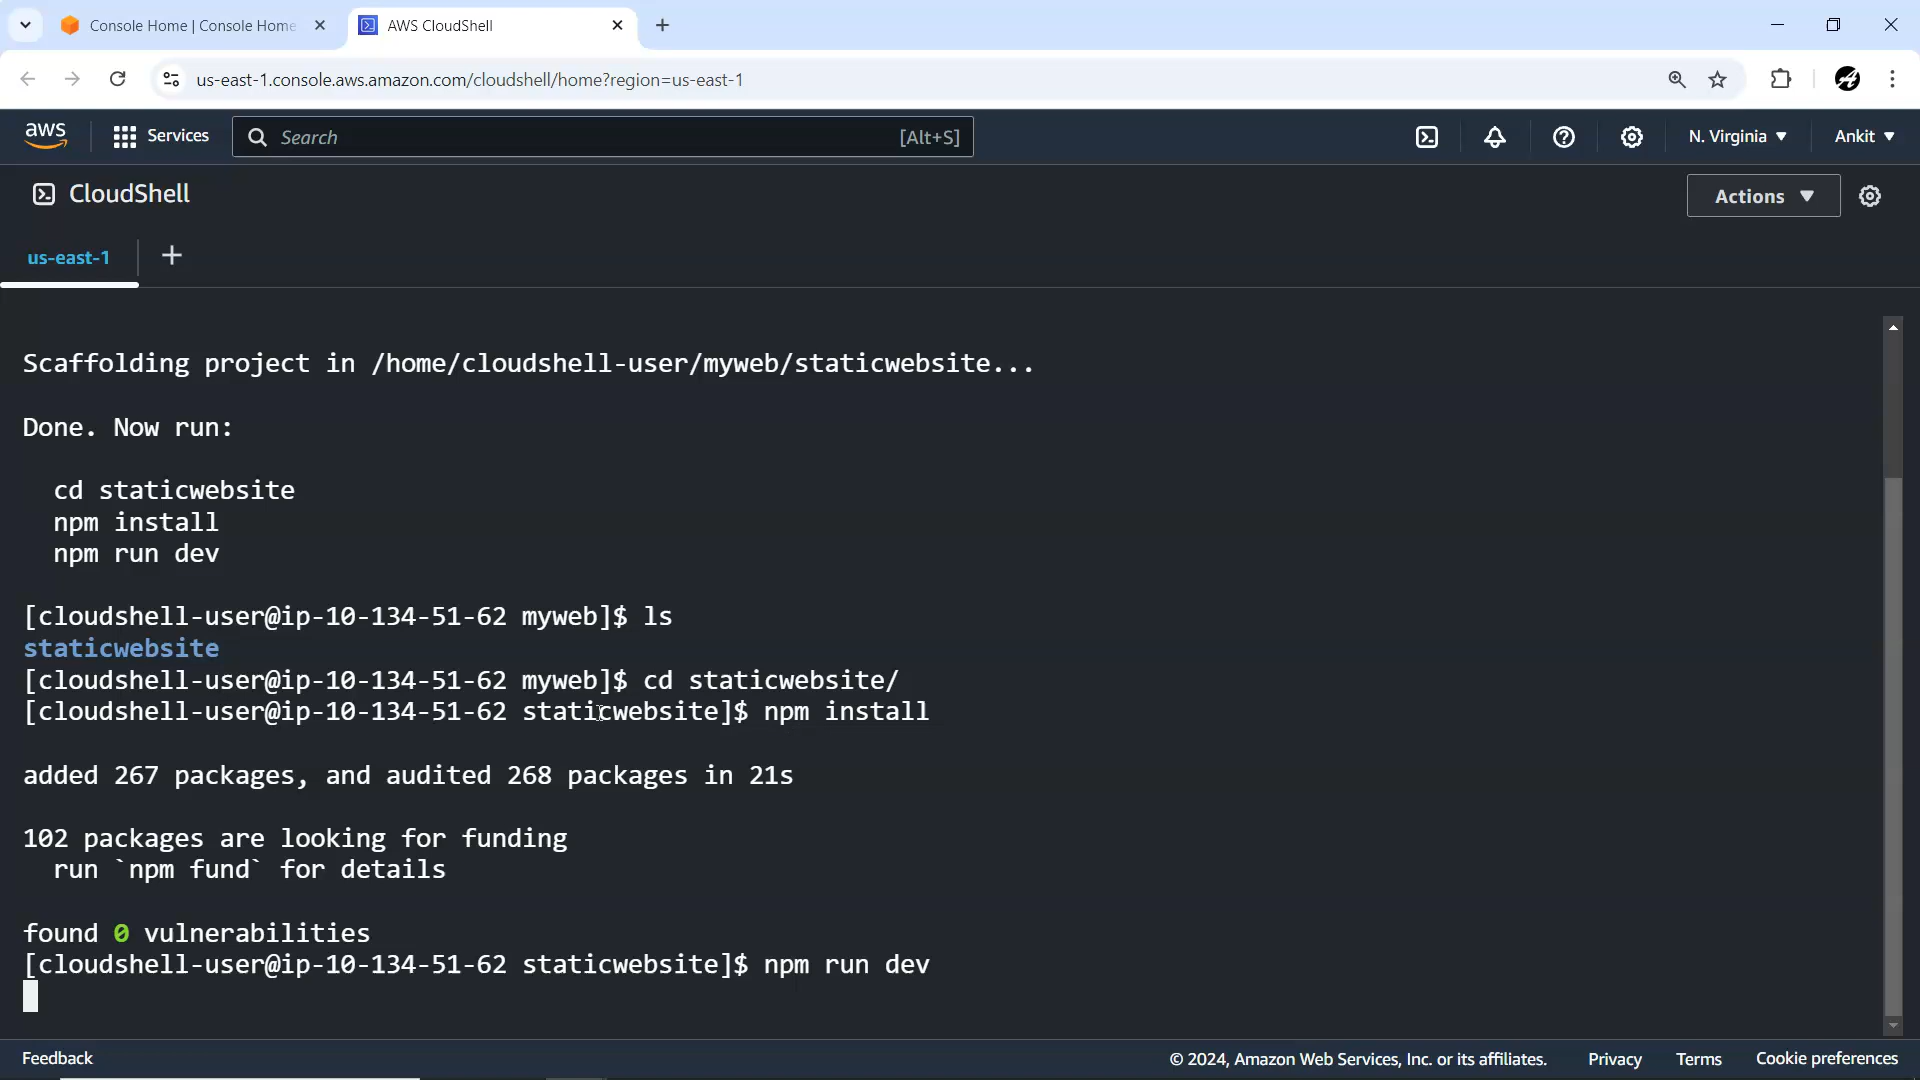 Console Home | Console Home
AWS CloudShell
us-east-1.console.aws.amazon.com/cloudshell/home?region=us-east-1
aws
Services
Search
[Alt+S]
N. Virginia
Ankit
CloudShell
Actions
us-east-1
Scaffolding project in /home/cloudshell-user/myweb/staticwebsite...
Done. Now run:
cd staticwebsite
npm install
npm run dev
[cloudshell-user@ip-10-134-51-62 myweb]$ ls
staticwebsite
[cloudshell-user@ip-10-134-51-62 myweb]$ cd staticwebsite/
[cloudshell-user@ip-10-134-51-62 staticwebsite]$ npm install
added 267 packages, and audited 268 packages in 21s
102 packages are looking for funding
run `npm fund` for details
found 0 vulnerabilities
[cloudshell-user@ip-10-134-51-62 staticwebsite]$ npm run dev
Feedback
© 2024, Amazon Web Services, Inc. or its affiliates.
Privacy
Terms
Cookie preferences